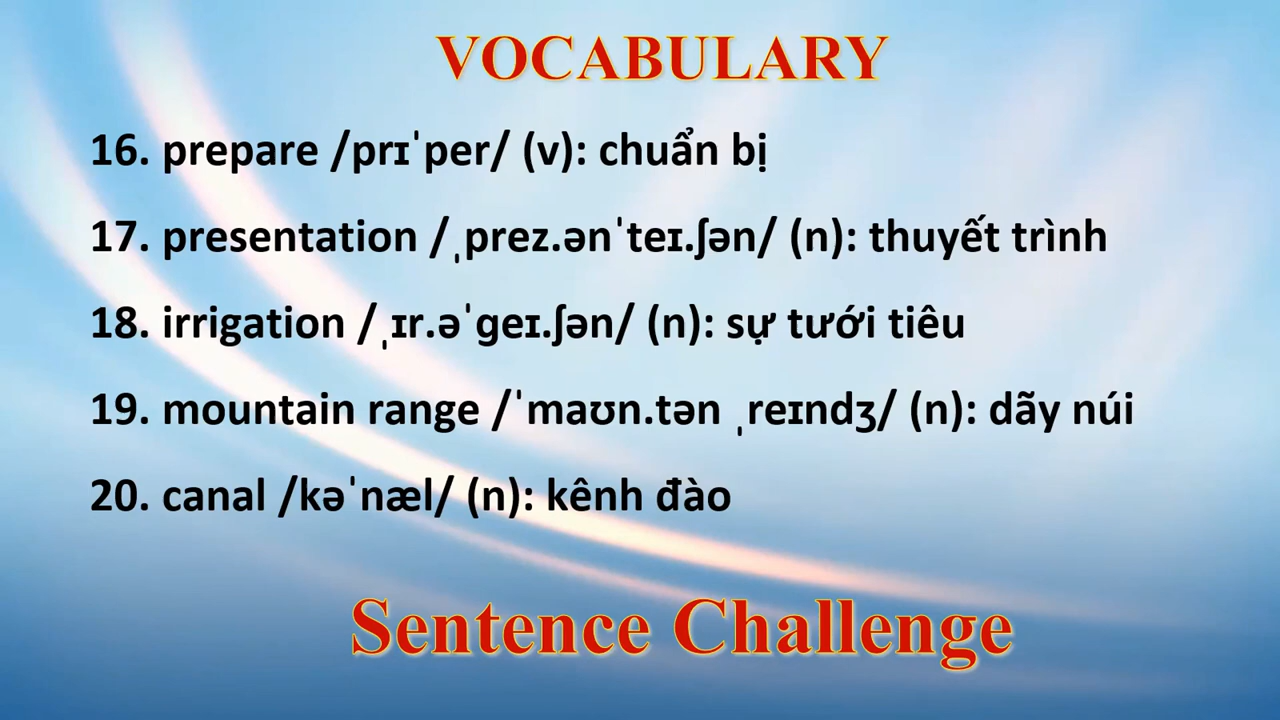 VOCABULARY
16. prepare /prɪˈper/ (v): chuẩn bị
17. presentation /ˌprez.ənˈteɪ.ʃən/ (n): thuyết trình
18. irrigation /ˌɪr.əˈɡeɪ.ʃən/ (n): sự tưới tiêu
19. mountain range /ˈmaʊn.tən ˌreɪndʒ/ (n): dãy núi
20. canal /kəˈnæl/ (n): kênh đào
Sentence Challenge